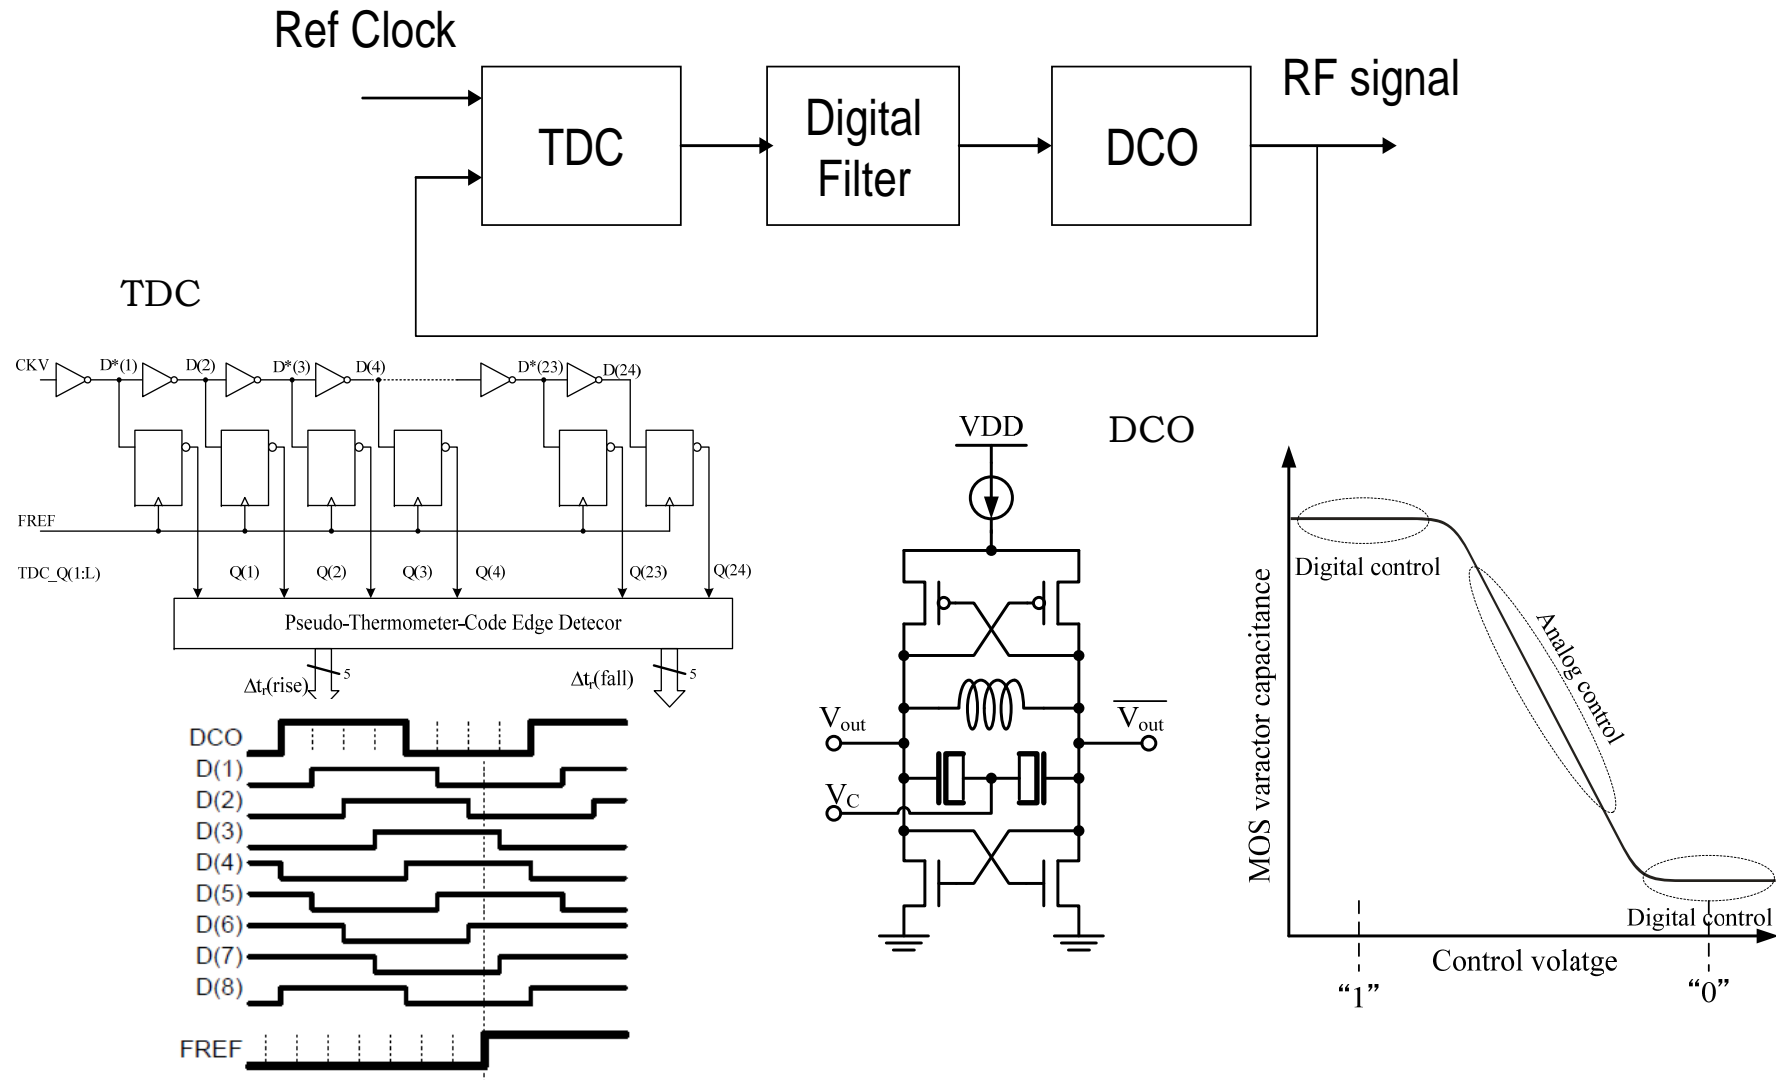 Ref Clock
RF signal
TDC
Digital
Filter
DCO
TDC
CKV
D*(1)
D(2)
D*(3)
D(4)
D*(23)
D(24)
FREF
TDC_Q(1:L)
Q(1)
Q(2)
Q(3)
Q(4)
Q(23)
Q(24)
Pseudo-Thermometer-Code Edge Detecor
Δtr(rise)
5
Δtr(fall)
5
DCO
D(1)
D(2)
D(3)
D(4)
D(5)
D(6)
D(7)
D(8)
FREF
VDD
DCO
Vout
Vout
VC
MOS varactor capacitance
Digital control
Analog control
Digital control
Control volatge
“1”
“0”